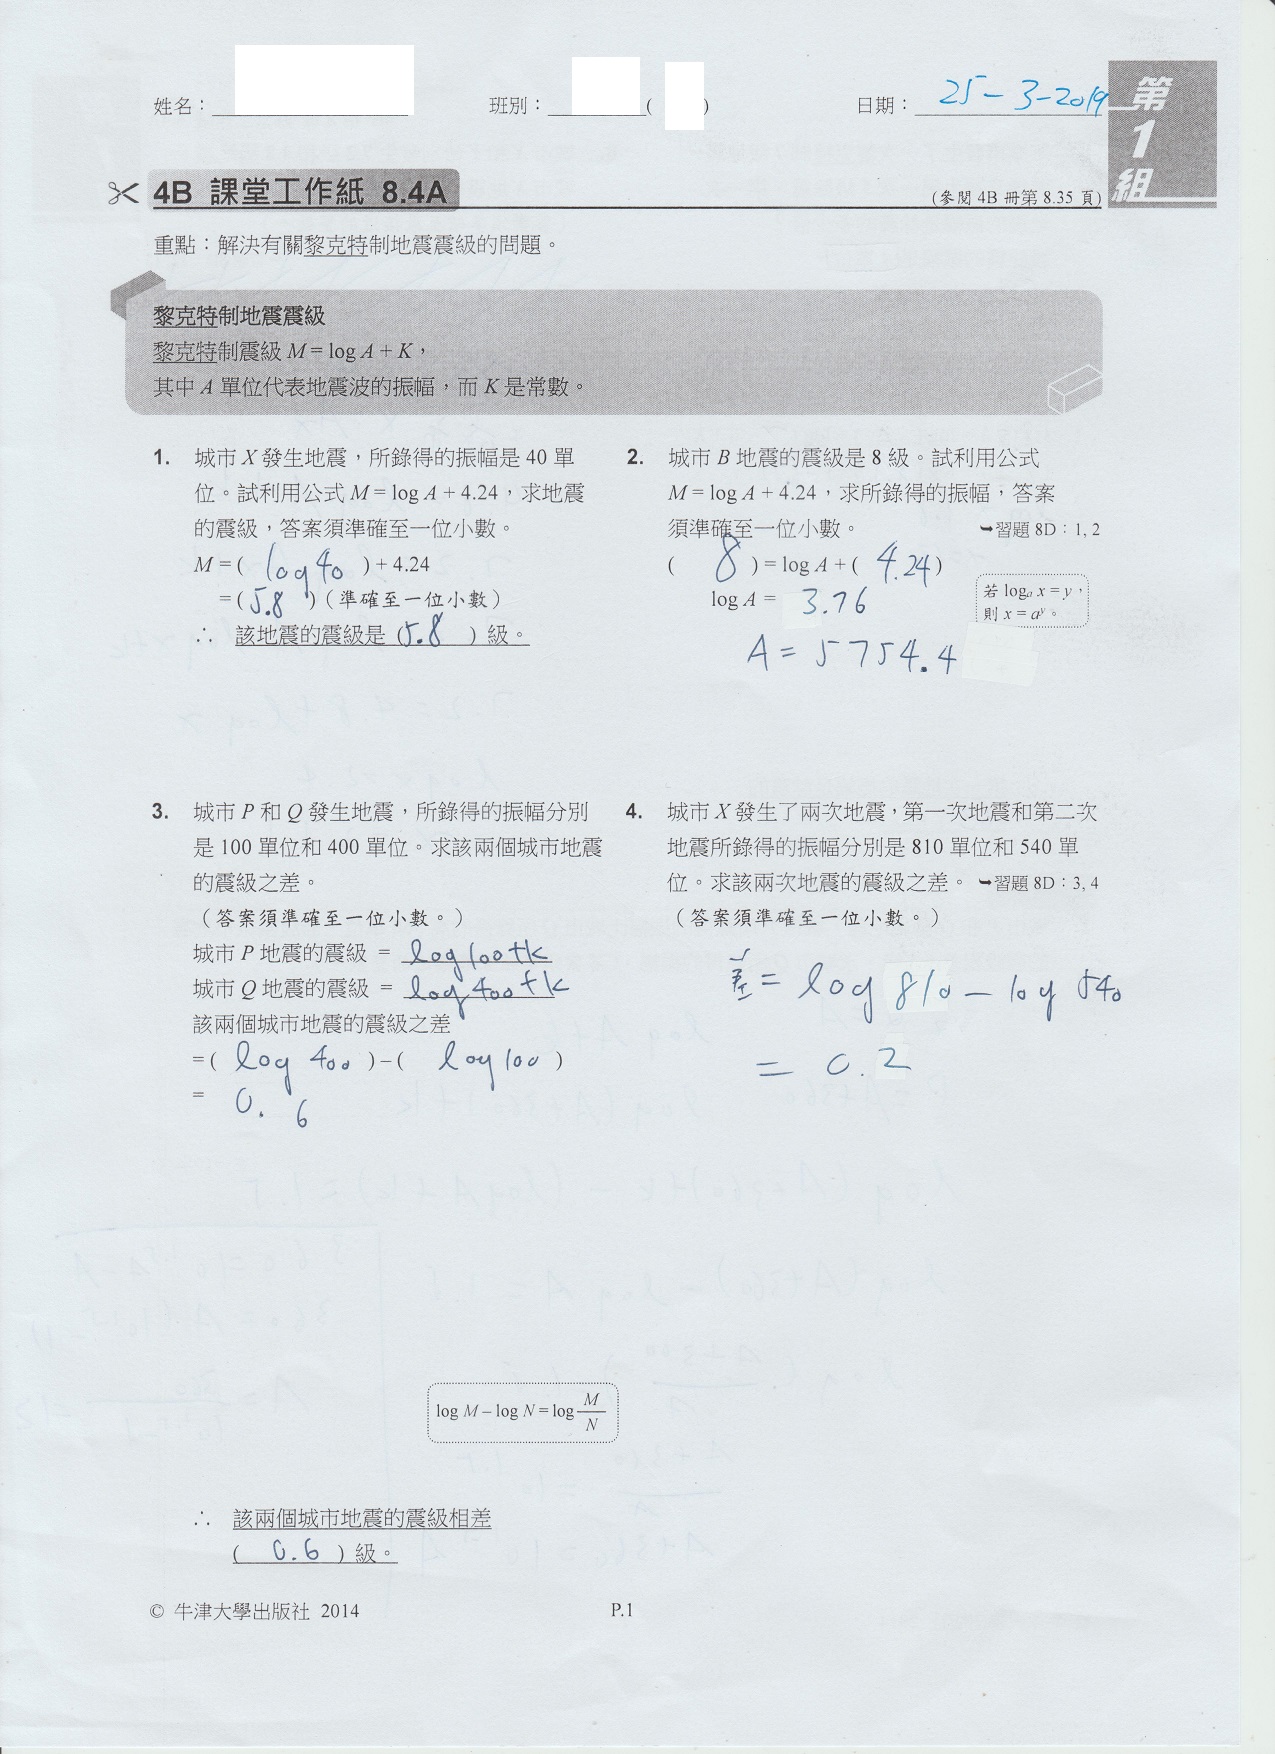 姓名：
班別： ( )
日期： 25-3-2019
第
1
組
4B 課堂工作紙 8.4A
(參閱 4B 冊第 8.35 頁)
重點：解決有關黎克特制地震震級的問題。
黎克特制地震震級
黎克特制震級 M = log A + K，
其中 A 單位代表地震波的振幅，而 K 是常數。
1. 城市 X 發生地震，所錄得的振幅是 40 單
位。試利用公式 M = log A + 4.24，求地震
的震級，答案須準確至一位小數。
M = ( log 40 ) + 4.24
= ( 5.8 ) (準確至一位小數)
∴ 該地震的震級是 ( 5.8 ) 級。
2. 城市 B 地震的震級是 8 級。試利用公式
M = log A + 4.24，求所錄得的振幅，答案
須準確至一位小數。 ➥習題 8D：1, 2
( 8 ) = log A + ( 4.24 )
log A = 3.76
若 logₐ x = y，
則 x = aʸ。
A = 5754.4
3. 城市 P 和 Q 發生地震，所錄得的振幅分別
是 100 單位和 400 單位。求該兩個城市地震
的震級之差。
（答案須準確至一位小數。）
城市 P 地震的震級 = log 100 + k
城市 Q 地震的震級 = log 400 + k
該兩個城市地震的震級之差
= ( log 400 ) – ( log 100 )
= 0.6
log M – log N = log M/N
∴ 該兩個城市地震的震級相差
( 0.6 ) 級。
4. 城市 X 發生了兩次地震，第一次地震和第二次
地震所錄得的振幅分別是 810 單位和 540 單
位。求該兩次地震的震級之差。 ➥習題 8D：3, 4
（答案須準確至一位小數。）
差 = log 810 – log 540
= 0.2
© 牛津大學出版社 2014
P.1